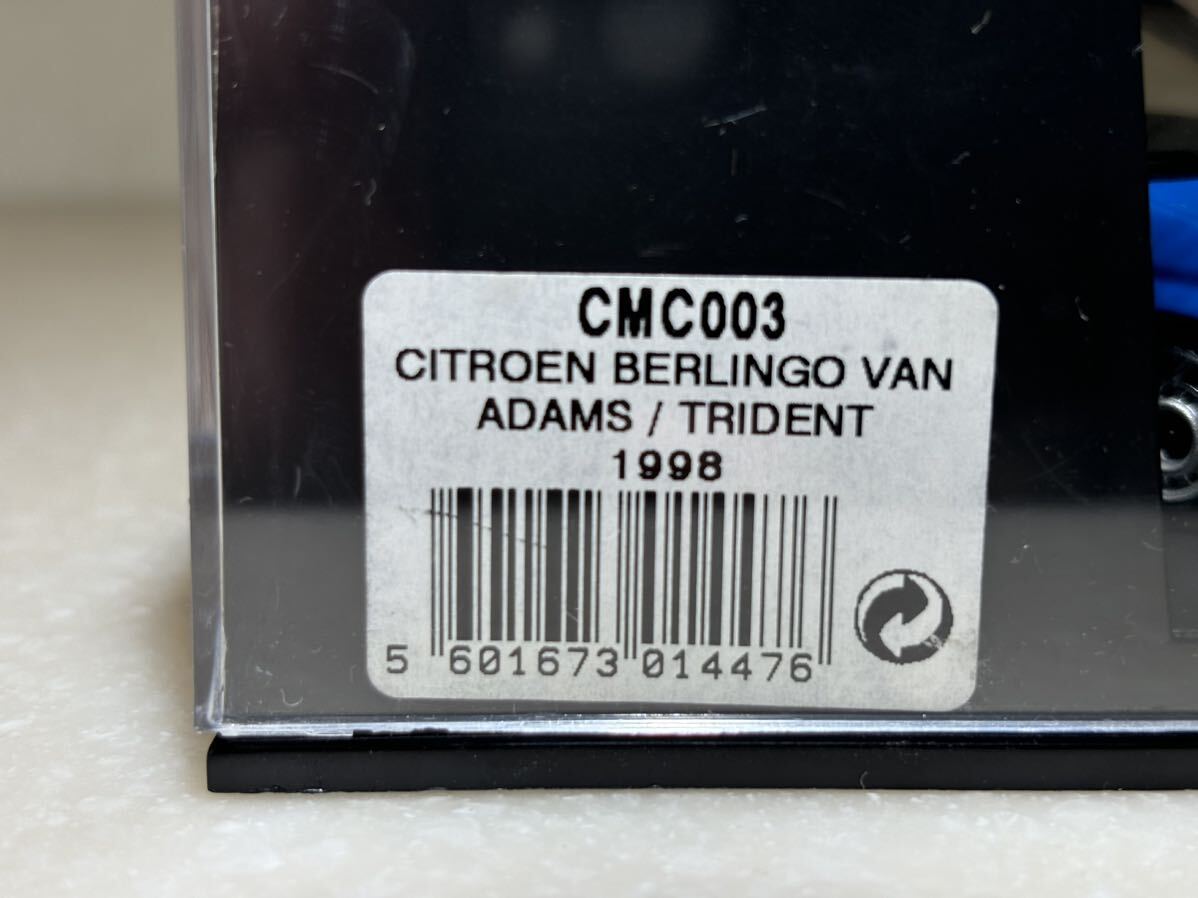 CMC003
CITROEN BERLINGO VAN
ADAMS / TRIDENT
1998
5 601673 014476